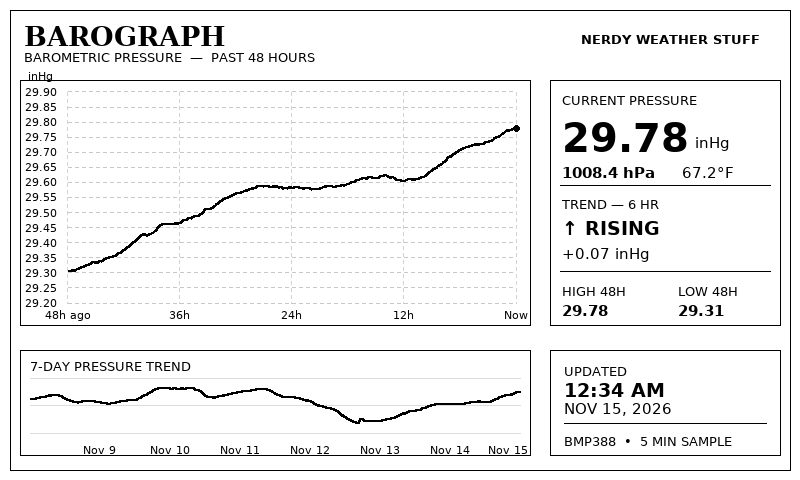 BAROGRAPH
BAROMETRIC PRESSURE — PAST 48 HOURS
NERDY WEATHER STUFF
inHg
29.90
29.85
29.80
29.75
29.70
29.65
29.60
29.55
29.50
29.45
29.40
29.35
29.30
29.25
29.20
48h ago 36h 24h 12h Now
CURRENT PRESSURE
29.78 inHg
1008.4 hPa 67.2°F
TREND — 6 HR
↑ RISING
+0.07 inHg
HIGH 48H LOW 48H
29.78 29.31
7-DAY PRESSURE TREND
Nov 9 Nov 10 Nov 11 Nov 12 Nov 13 Nov 14 Nov 15
UPDATED
12:34 AM
NOV 15, 2026
BMP388 • 5 MIN SAMPLE